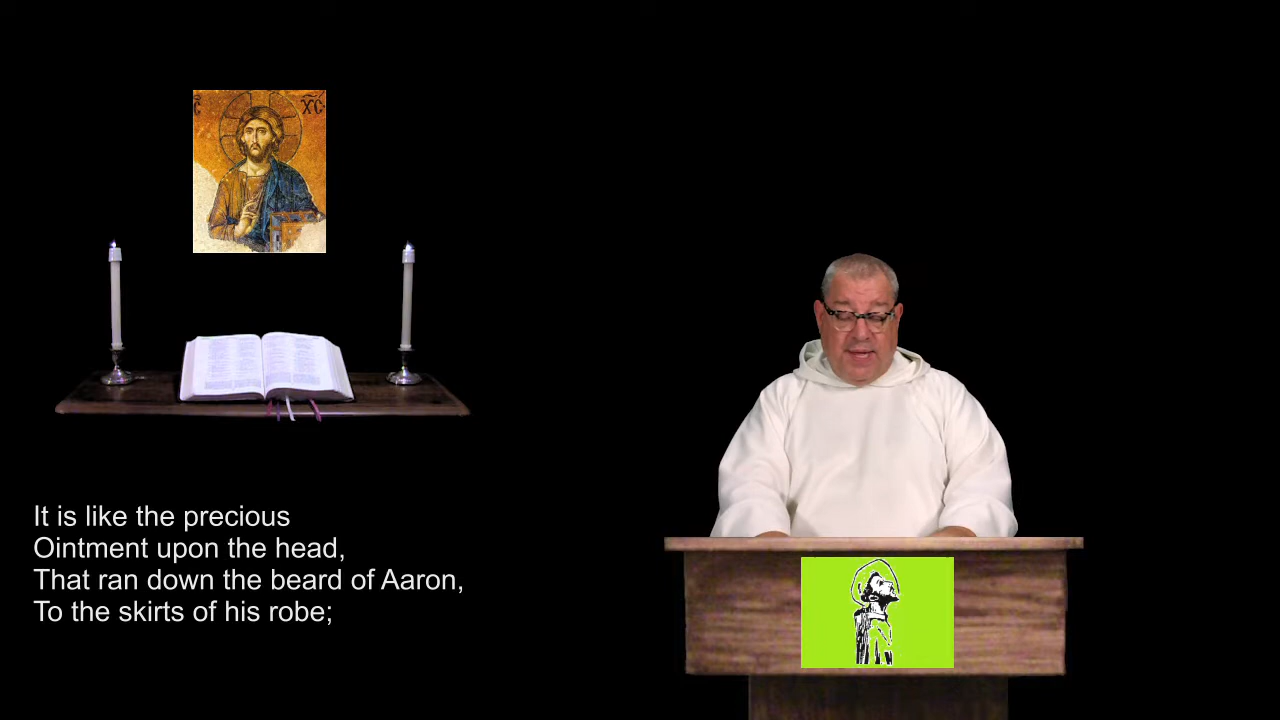 It is like the precious
Ointment upon the head,
That ran down the beard of Aaron,
To the skirts of his robe;